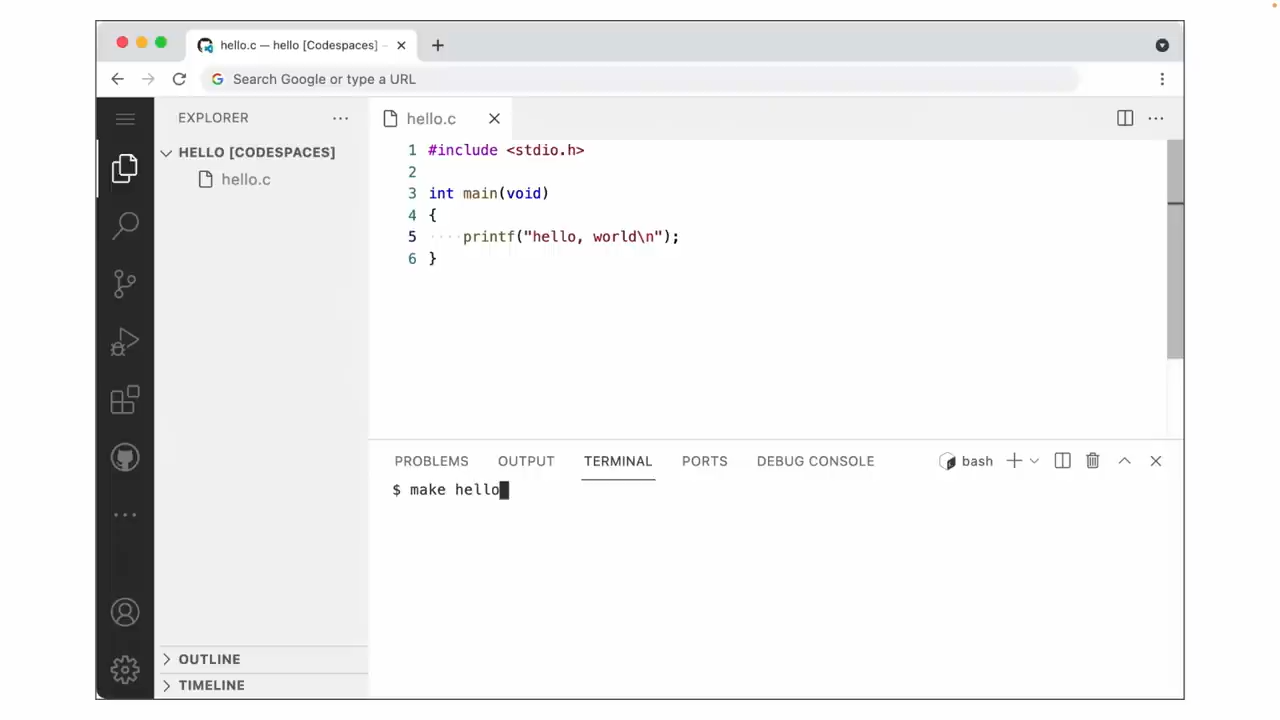 hello.c — hello [Codespaces] –
Search Google or type a URL
EXPLORER
HELLO [CODESPACES]
hello.c
OUTLINE
TIMELINE
hello.c
1 #include <stdio.h>
2
3 int main(void)
4 {
5 ····printf("hello, world\n");
6 }
PROBLEMS OUTPUT TERMINAL PORTS DEBUG CONSOLE bash
$ make hello